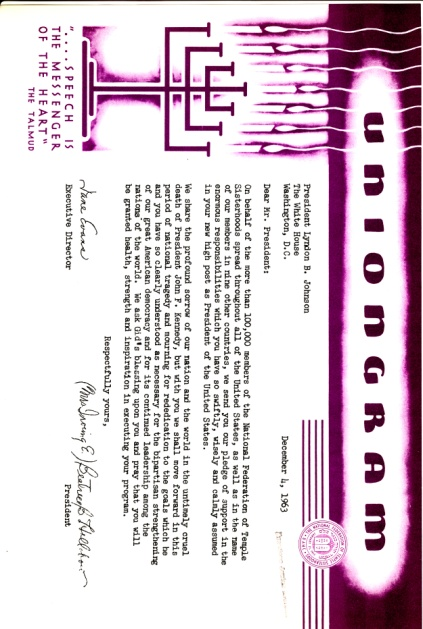 UNIONGRAM
"....SPEECH IS
THE MESSENGER
OF THE HEART"
THE TALMUD
December 4, 1963
President Lyndon B. Johnson
The White House
Washington, D.C.
Dear Mr. President:
On behalf of the more than 100,000 members of the National Federation of Temple
Sisterhoods spread throughout all of the United States, as well as in the name
of our members in nine other countries, we send you our pledge of support in the
enormous responsibilities which you have so swiftly, wisely and calmly assumed
in your new high post as President of the United States.
We share the profound sorrow of our nation and the world in the untimely cruel
death of President John F. Kennedy, but with you we shall move forward in this
period of national tragedy and mourning for rededication to the goals which he
and you have so clearly understood as necessary for the bipartisan strengthening
of our great American democracy and for its continued leadership among the
nations of the world. We ask God's blessing upon you and pray that you will
be granted health, strength and inspiration in executing your program.
Respectfully yours,
Jane Evans
Executive Director
(Mrs. Irving E.)
President